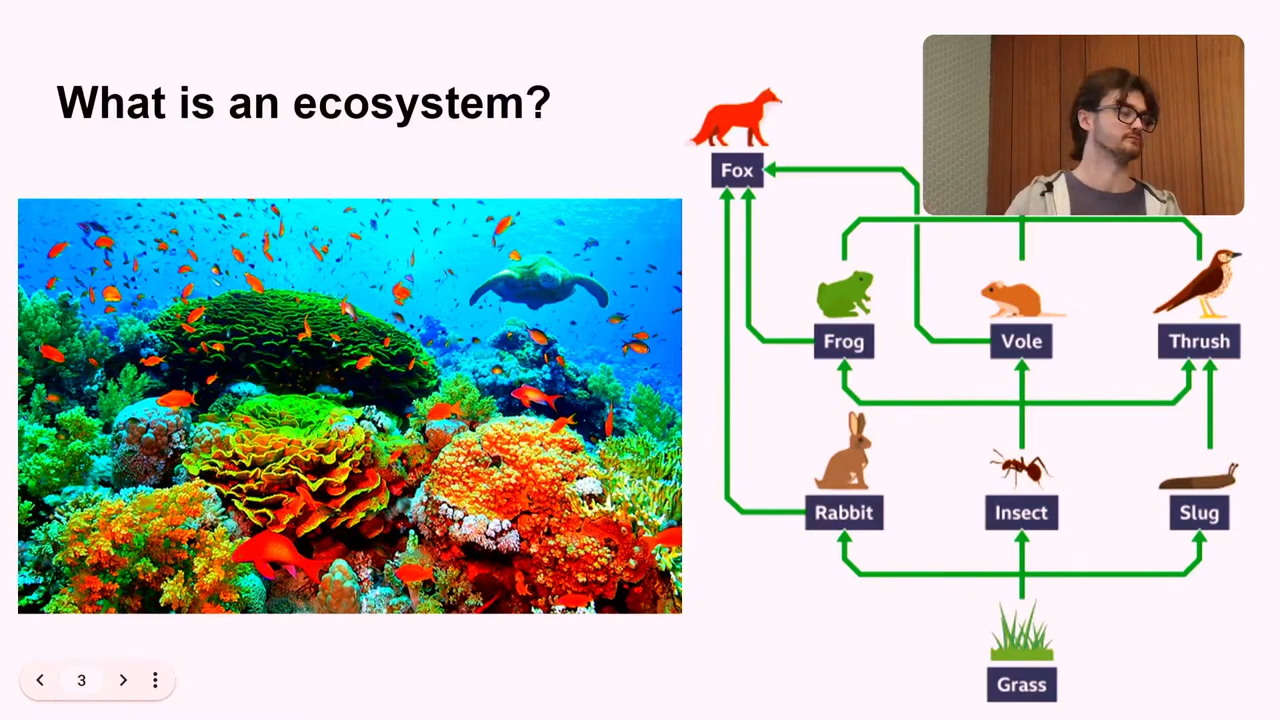 What is an ecosystem?
Fox
Frog
Vole
Thrush
Rabbit
Insect
Slug
Grass
3